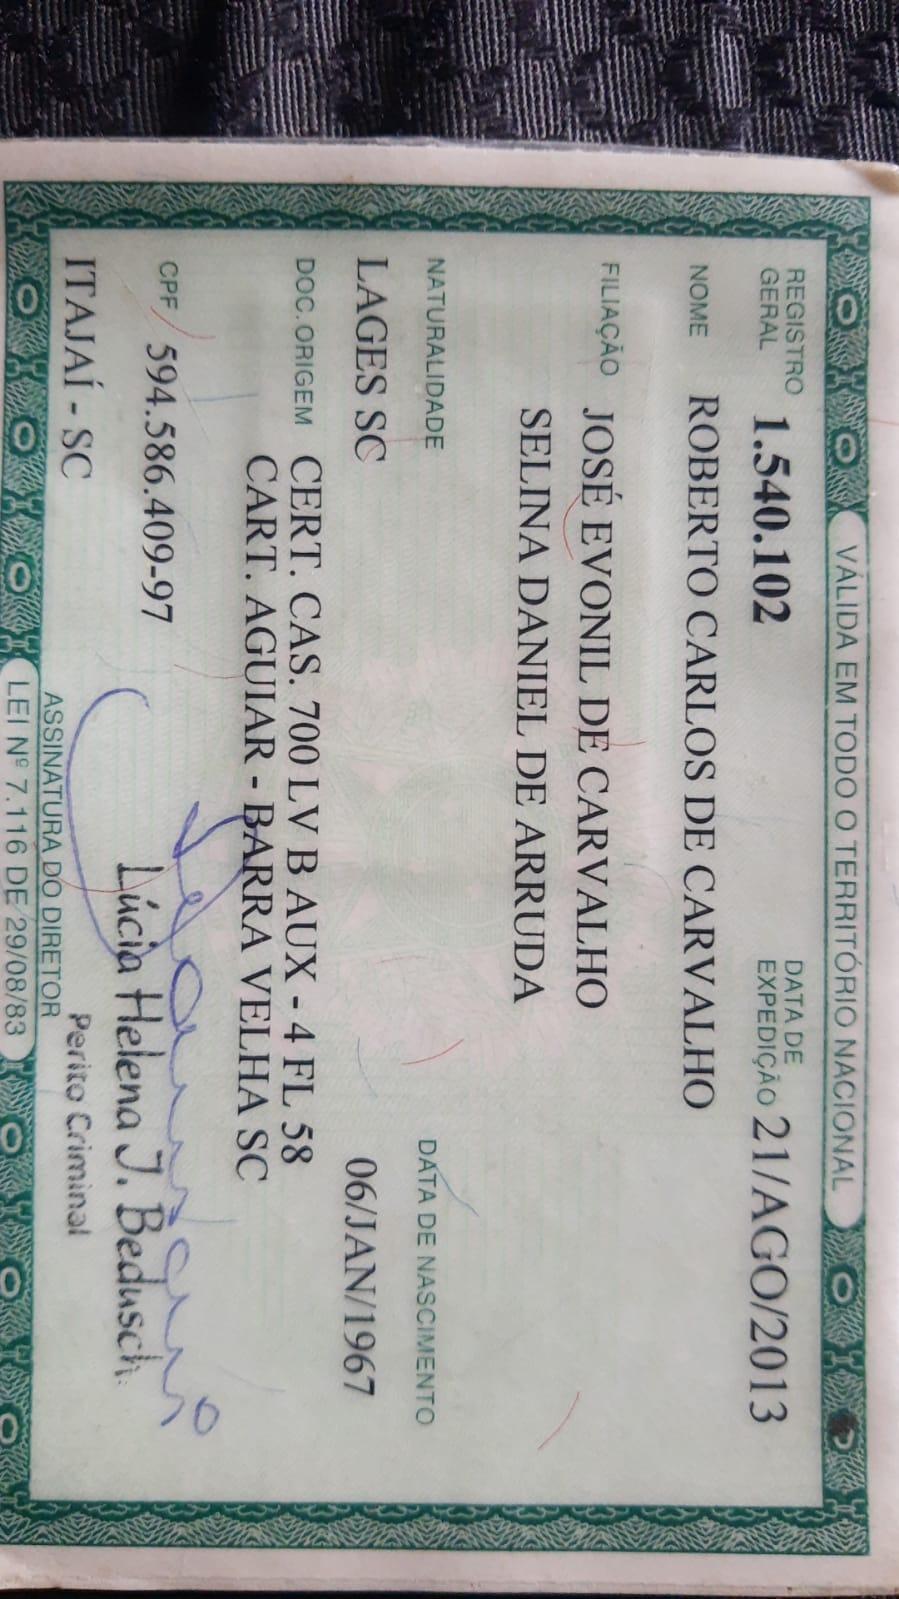 VÁLIDA EM TODO O TERRITÓRIO NACIONAL
REGISTRO GERAL 1.540.102 DATA DE EXPEDIÇÃO 21/AGO/2013
NOME ROBERTO CARLOS DE CARVALHO
FILIAÇÃO JOSÉ EVONIL DE CARVALHO
SELINA DANIEL DE ARRUDA
NATURALIDADE DATA DE NASCIMENTO
LAGES SC 06/JAN/1967
DOC. ORIGEM CERT. CAS. 700 LV B AUX - 4 FL 58
CART. AGUIAR - BARRA VELHA SC
CPF 594.586.409-97
Lúcia Helena J. Bedusch
ITAJAÍ - SC Perito Criminal
ASSINATURA DO DIRETOR
LEI Nº 7.116 DE 29/08/83